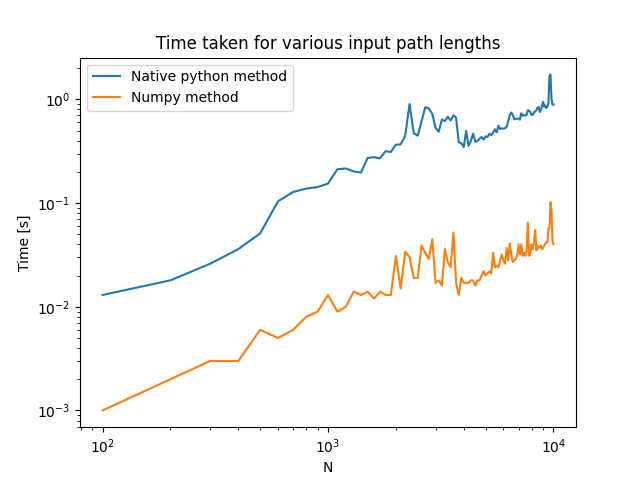 Time taken for various input path lengths
Native python method
Numpy method
Time [s]
10⁰
10⁻¹
10⁻²
10⁻³
10² 10³ 10⁴
N